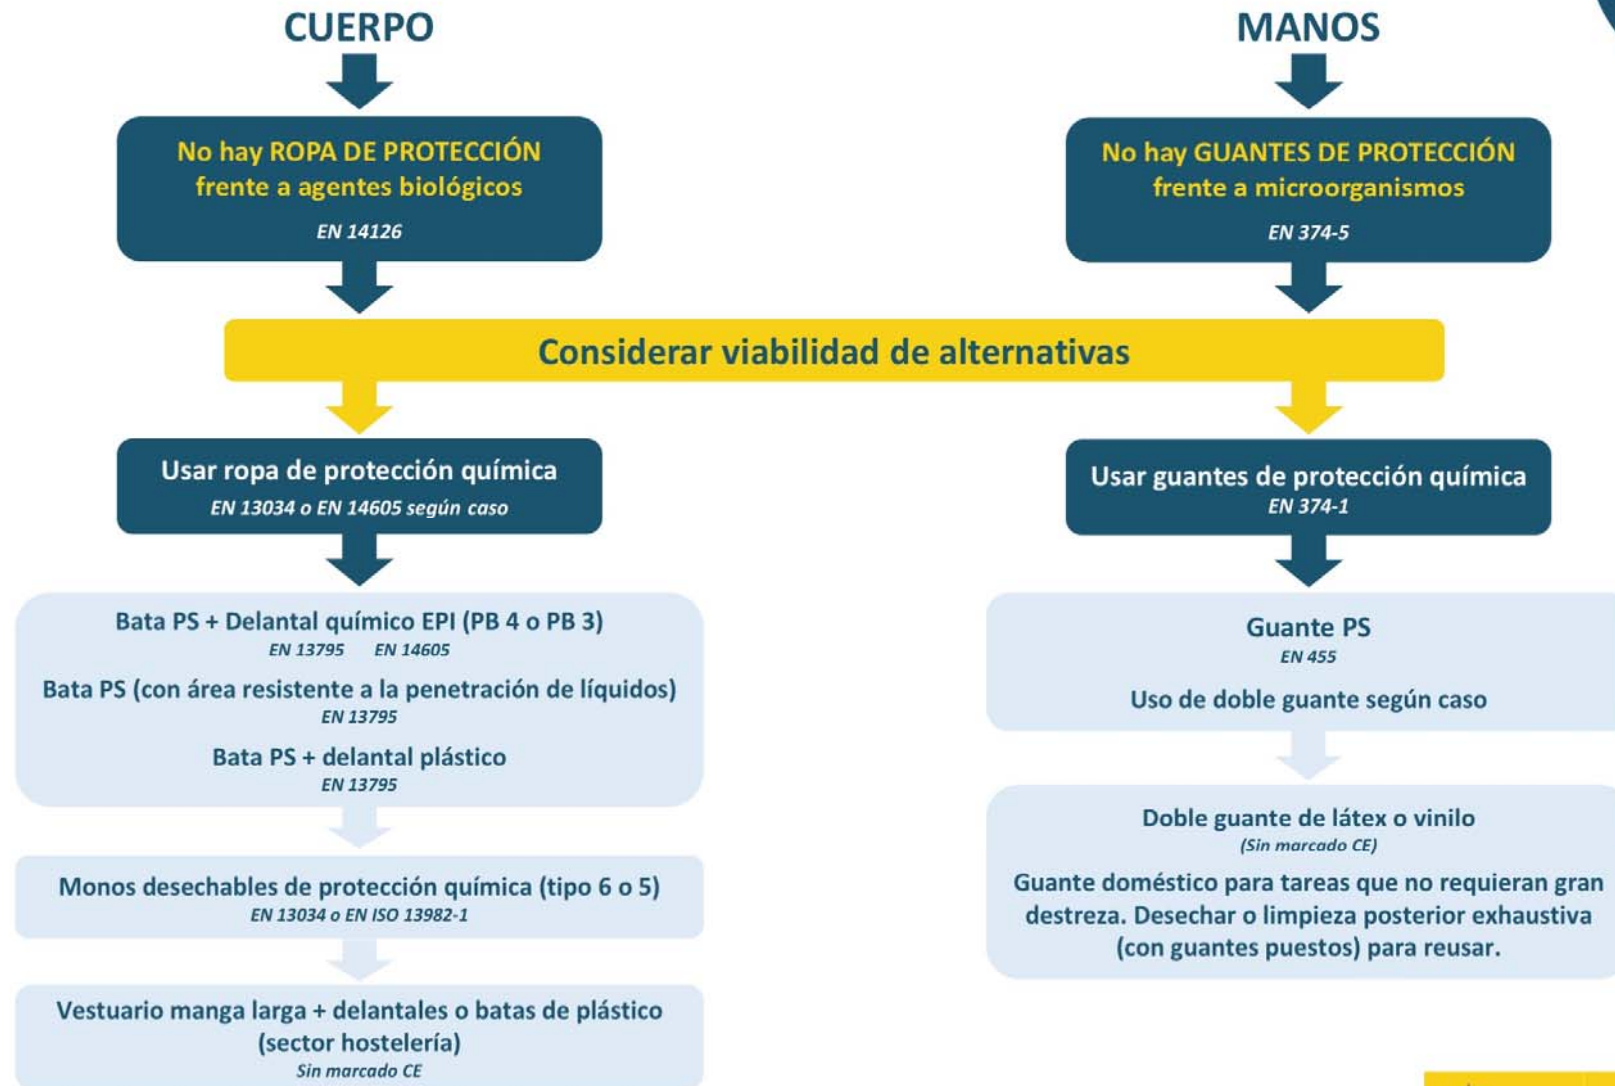 CUERPO
No hay ROPA DE PROTECCIÓN
frente a agentes biológicos
EN 14126
MANOS
No hay GUANTES DE PROTECCIÓN
frente a microorganismos
EN 374-5
Considerar viabilidad de alternativas
Usar ropa de protección química
EN 13034 o EN 14605 según caso
Bata PS + Delantal químico EPI (PB 4 o PB 3)
EN 13795 EN 14605
Bata PS (con área resistente a la penetración de líquidos)
EN 13795
Bata PS + delantal plástico
EN 13795
Monos desechables de protección química (tipo 6 o 5)
EN 13034 o EN ISO 13982-1
Vestuario manga larga + delantales o batas de plástico
(sector hostelería)
Sin marcado CE
Usar guantes de protección química
EN 374-1
Guante PS
EN 455
Uso de doble guante según caso
Doble guante de látex o vinilo
(Sin marcado CE)
Guante doméstico para tareas que no requieran gran
destreza. Desechar o limpieza posterior exhaustiva
(con guantes puestos) para reusar.